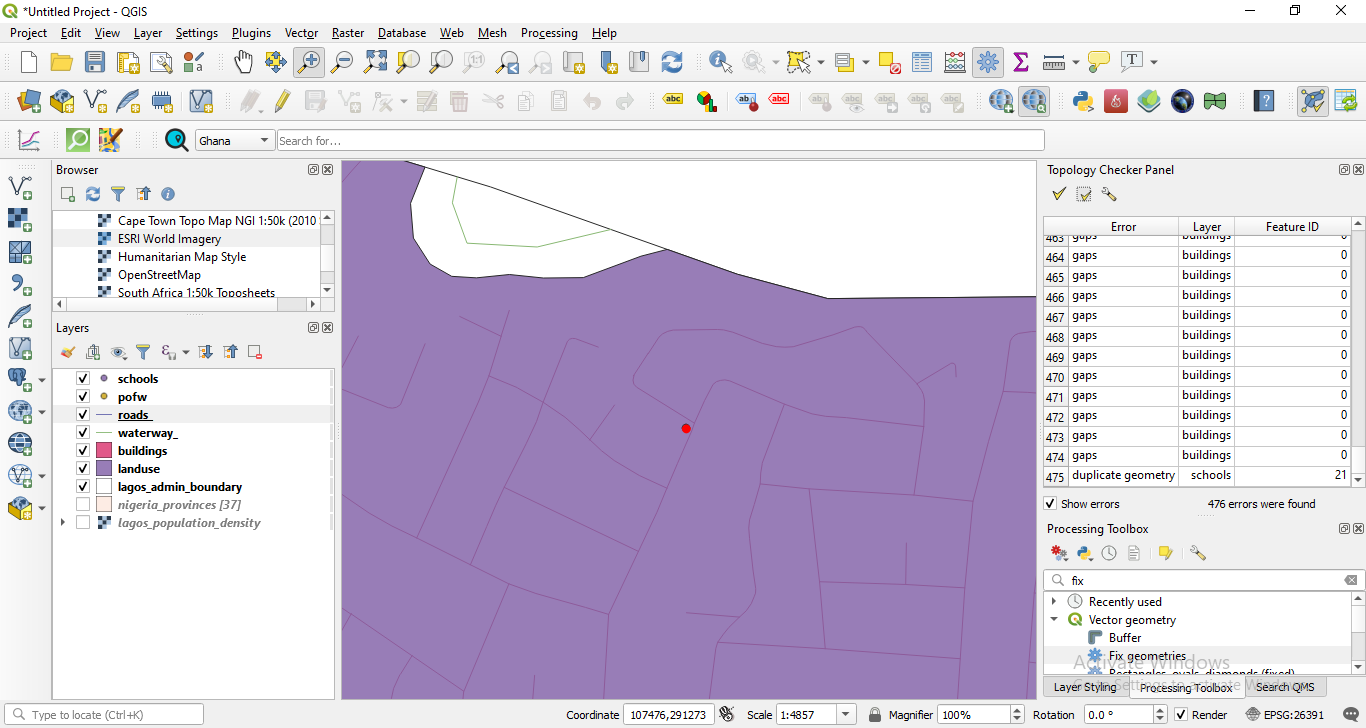 *Untitled Project - QGIS
Project Edit View Layer Settings Plugins Vector Raster Database Web Mesh Processing Help
Ghana Search for...
Browser
Cape Town Topo Map NGI 1:50k (2010
ESRI World Imagery
Humanitarian Map Style
OpenStreetMap
South Africa 1:50k Toposheets
Layers
schools
pofw
roads_
waterway_
buildings
landuse
lagos_admin_boundary
nigeria_provinces [37]
lagos_population_density
Topology Checker Panel
Error Layer Feature ID
463 gaps buildings 0
464 gaps buildings 0
465 gaps buildings 0
466 gaps buildings 0
467 gaps buildings 0
468 gaps buildings 0
469 gaps buildings 0
470 gaps buildings 0
471 gaps buildings 0
472 gaps buildings 0
473 gaps buildings 0
474 gaps buildings 0
475 duplicate geometry schools 21
Show errors 476 errors were found
Processing Toolbox
fix
Recently used
Vector geometry
Buffer
Fix geometries
Rectangles, ovals, diamonds (fixed)
Activate Windows
Go to Settings to activate Windows.
Layer Styling Processing Toolbox Search QMS
Type to locate (Ctrl+K) Coordinate 107476,291273 Scale 1:4857 Magnifier 100% Rotation 0.0 ° Render EPSG:26391